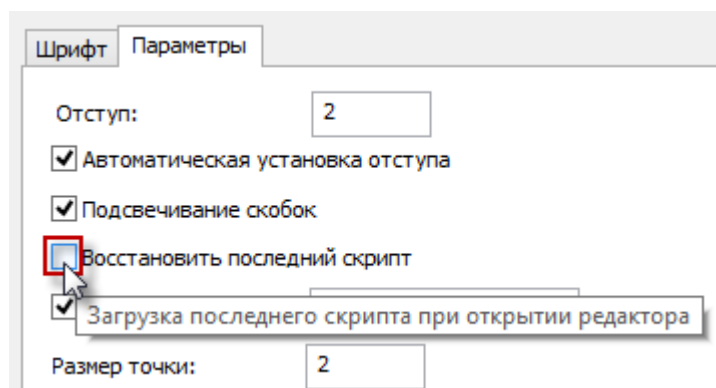 Шрифт Параметры
Отступ: 2
Автоматическая установка отступа
Подсвечивание скобок
Восстановить последний скрипт
Загрузка последнего скрипта при открытии редактора
Размер точки: 2